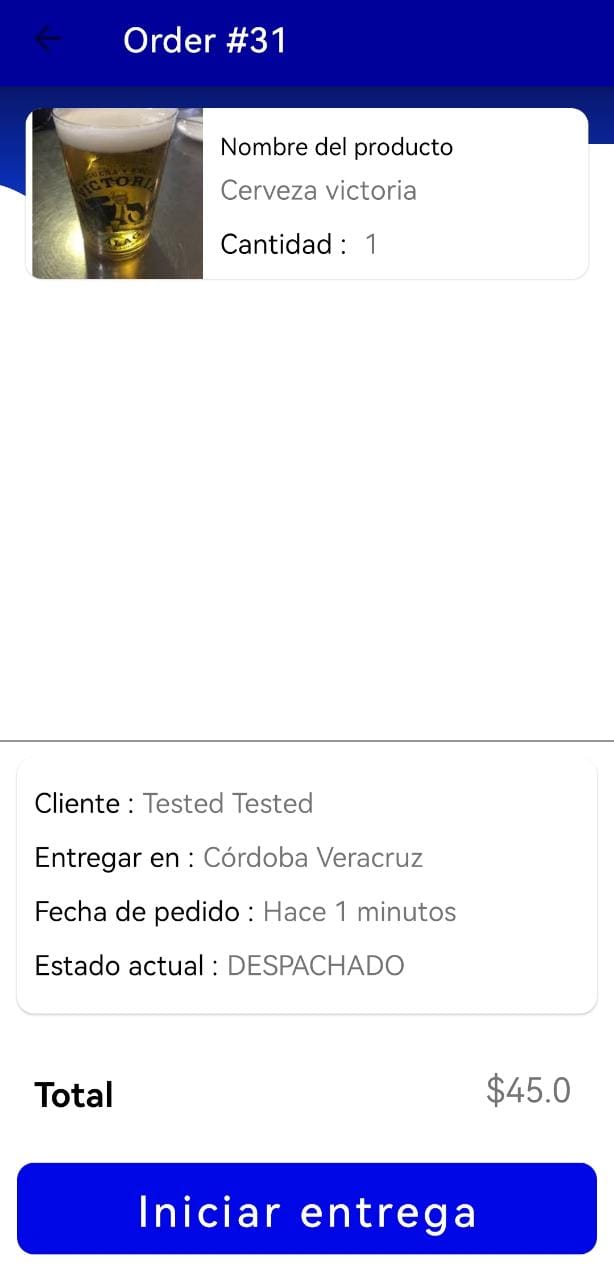 Order #31
VICTORIA
Nombre del producto
Cerveza victoria
Cantidad : 1
Cliente : Tested Tested
Entregar en : Córdoba Veracruz
Fecha de pedido : Hace 1 minutos
Estado actual : DESPACHADO
Total $45.0
Iniciar entrega